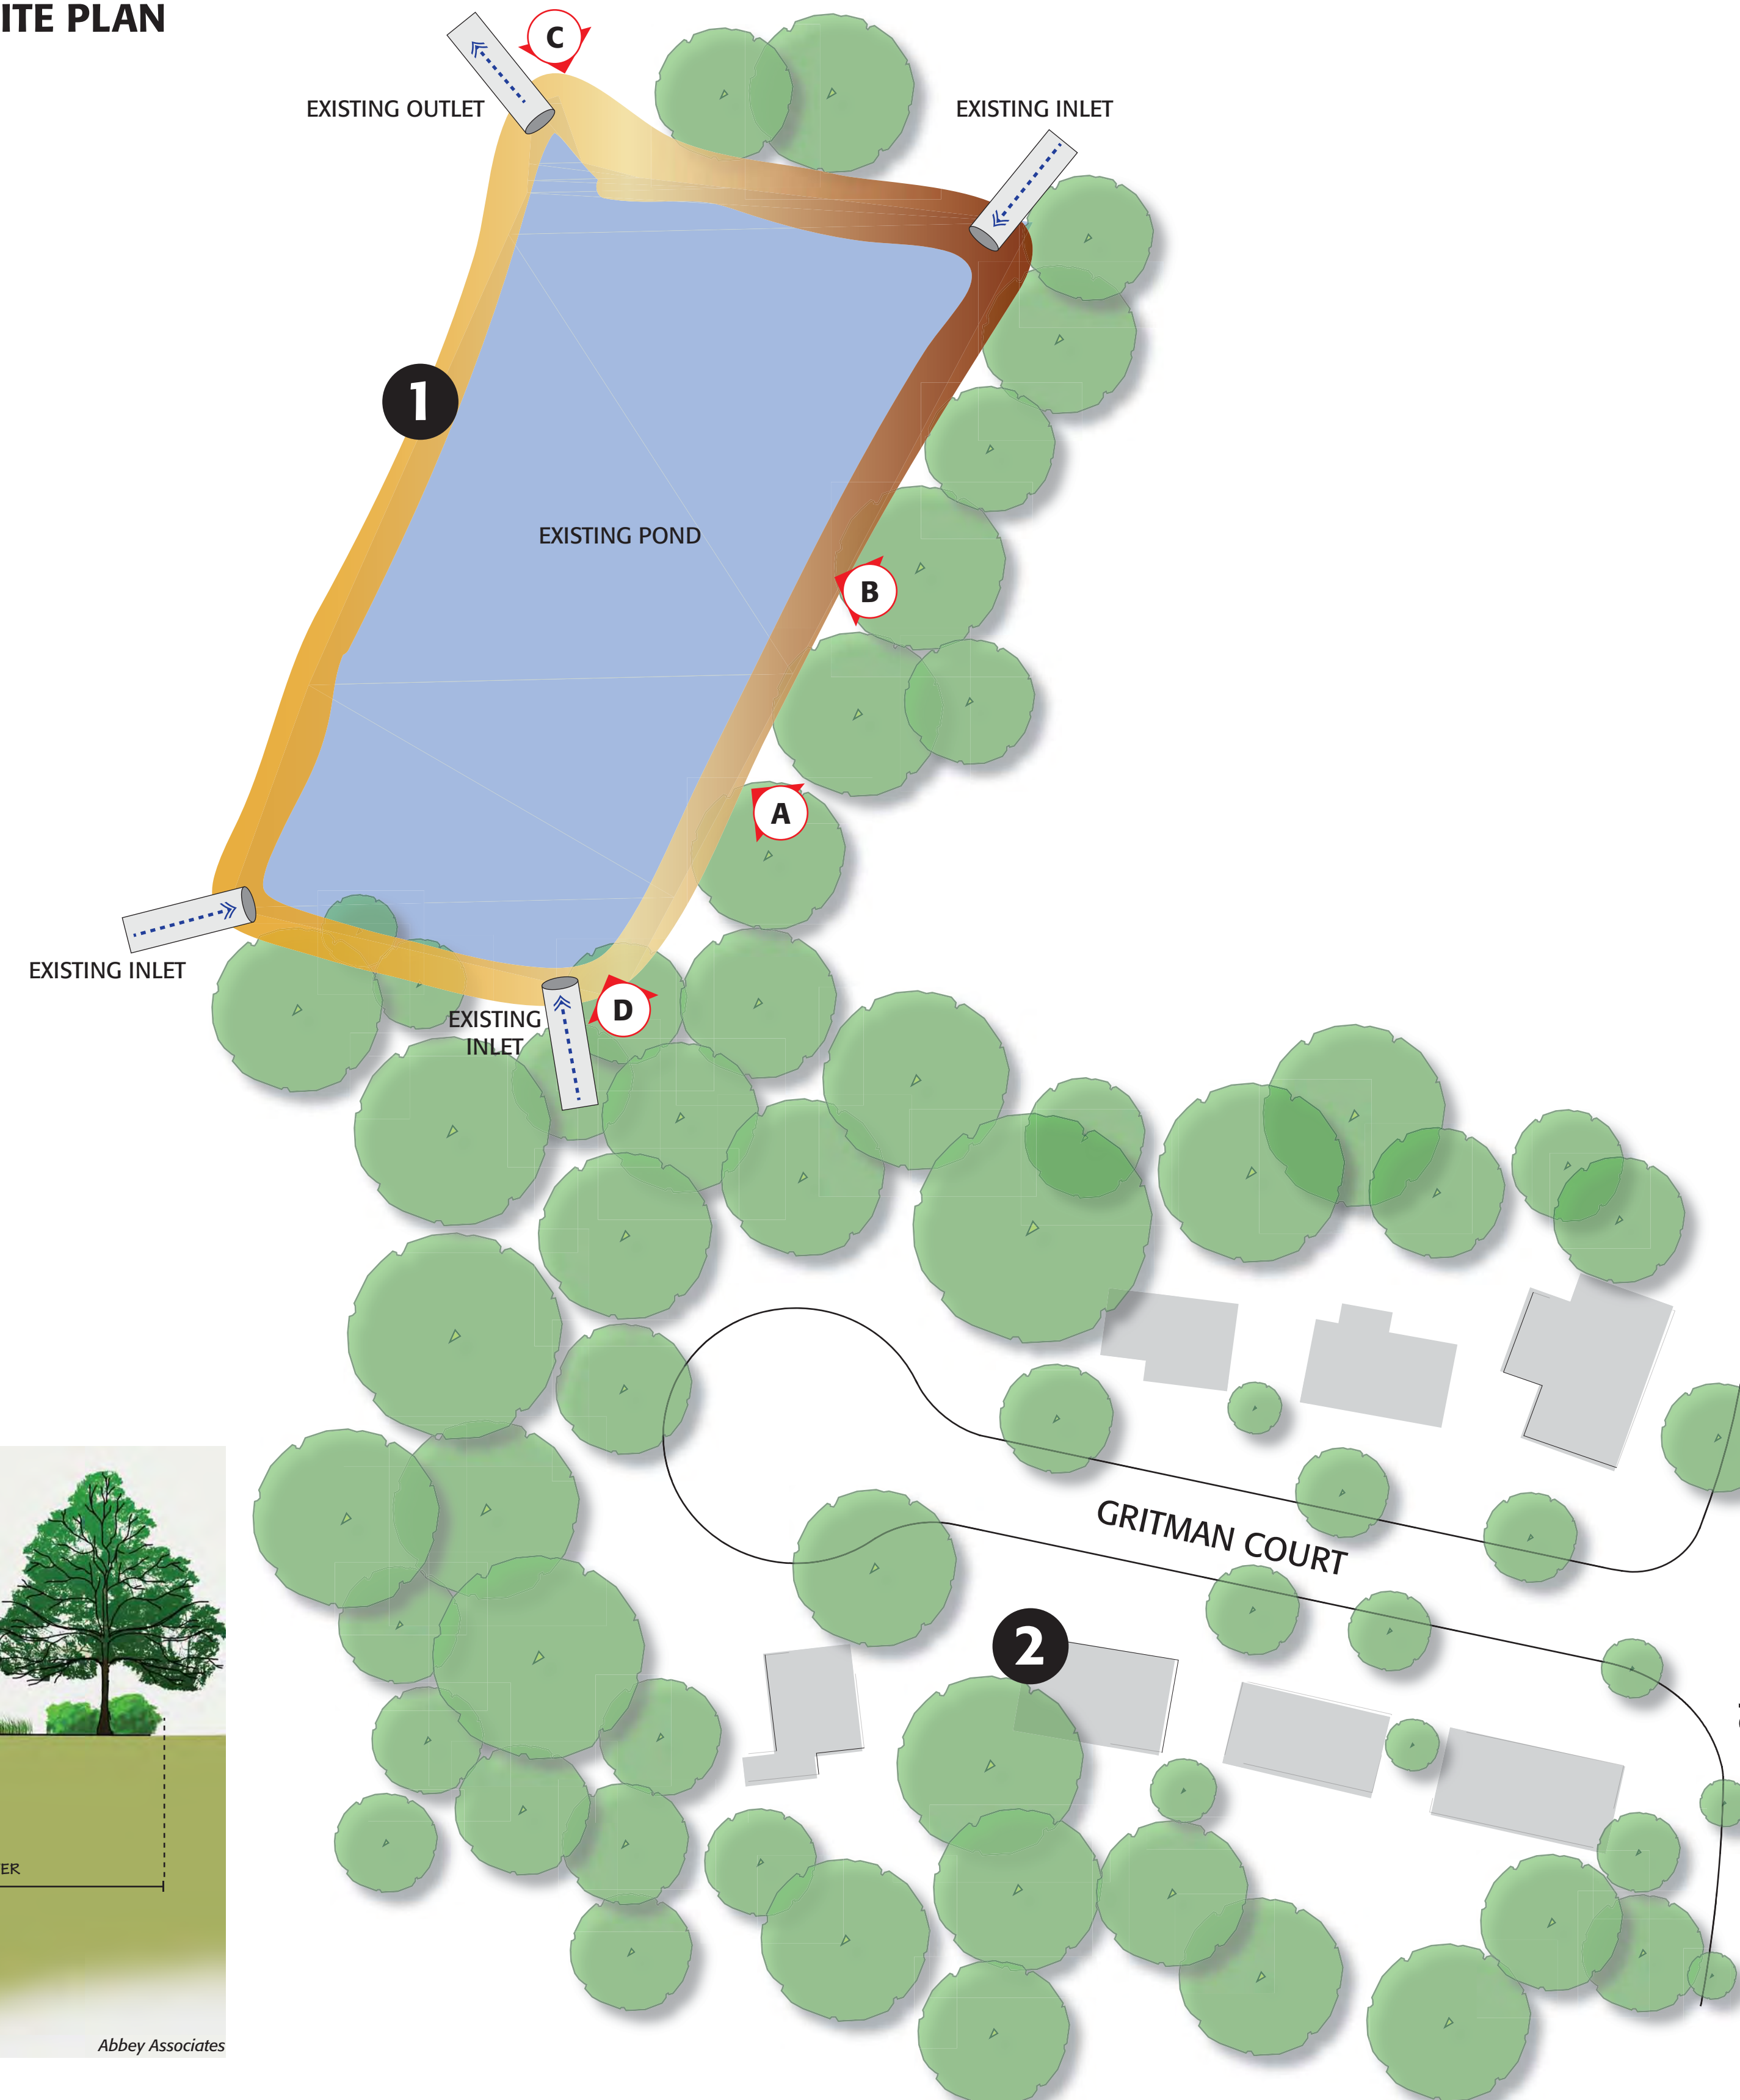 ITE PLAN
C
EXISTING OUTLET
EXISTING INLET
1
EXISTING POND
B
A
EXISTING INLET
D
EXISTING
INLET
GRITMAN COURT
2
ER
Abbey Associates